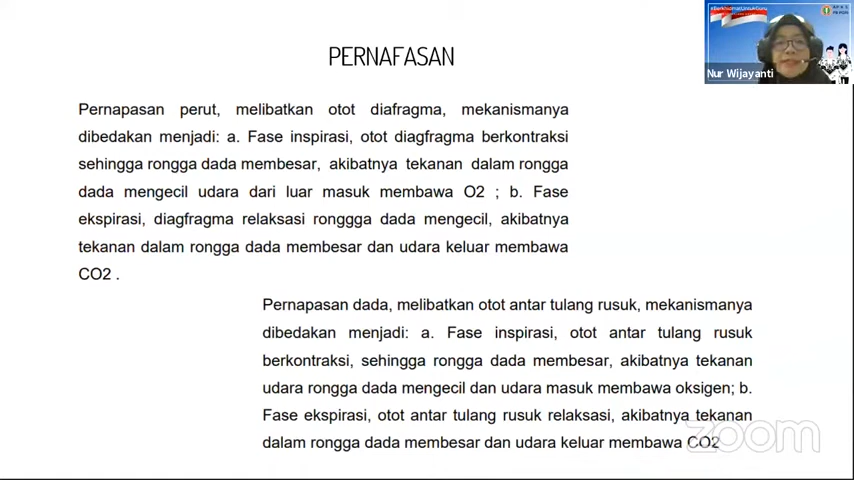 PERNAFASAN
#BerkhidmatUntukGuru
Nur Wijayanti
Pernapasan perut, melibatkan otot diafragma, mekanismanya
dibedakan menjadi: a. Fase inspirasi, otot diagfragma berkontraksi
sehingga rongga dada membesar, akibatnya tekanan dalam rongga
dada mengecil udara dari luar masuk membawa O2 ; b. Fase
ekspirasi, diagfragma relaksasi ronggga dada mengecil, akibatnya
tekanan dalam rongga dada membesar dan udara keluar membawa
CO2 .
Pernapasan dada, melibatkan otot antar tulang rusuk, mekanismanya
dibedakan menjadi: a. Fase inspirasi, otot antar tulang rusuk
berkontraksi, sehingga rongga dada membesar, akibatnya tekanan
udara rongga dada mengecil dan udara masuk membawa oksigen; b.
Fase ekspirasi, otot antar tulang rusuk relaksasi, akibatnya tekanan
dalam rongga dada membesar dan udara keluar membawa CO2
zoom